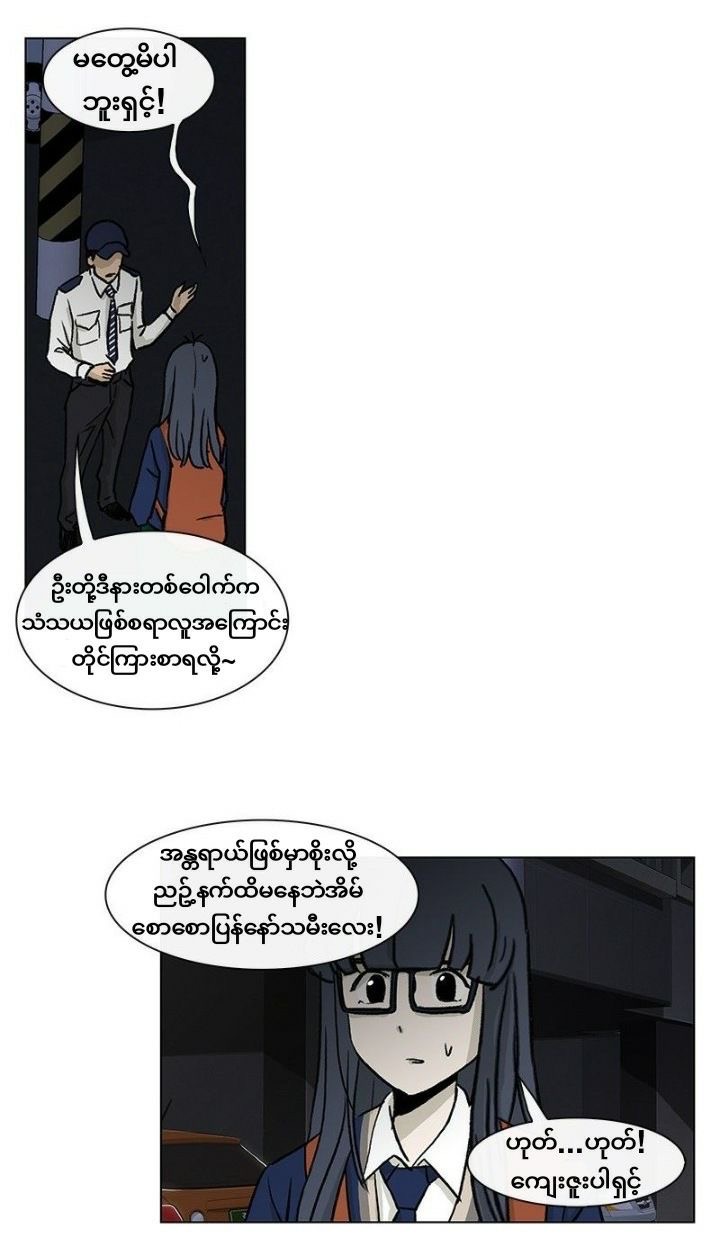 မတွေ့မိပါ
ဘူးရှင့်!
ဦးတို့ဒီနားတစ်ဝေါက်က
သံသယဖြစ်စရာလူအကြောင်း
တိုင်ကြားစာရလို့~
အန္တရာယ်ဖြစ်မှာစိုးလို့
ညဥ့်နက်ထိမနေဘဲအိမ်
စောစောပြန်နော်သမီးလေး!
ဟုတ်...ဟုတ်!
ကျေးဇူးပါရှင့်